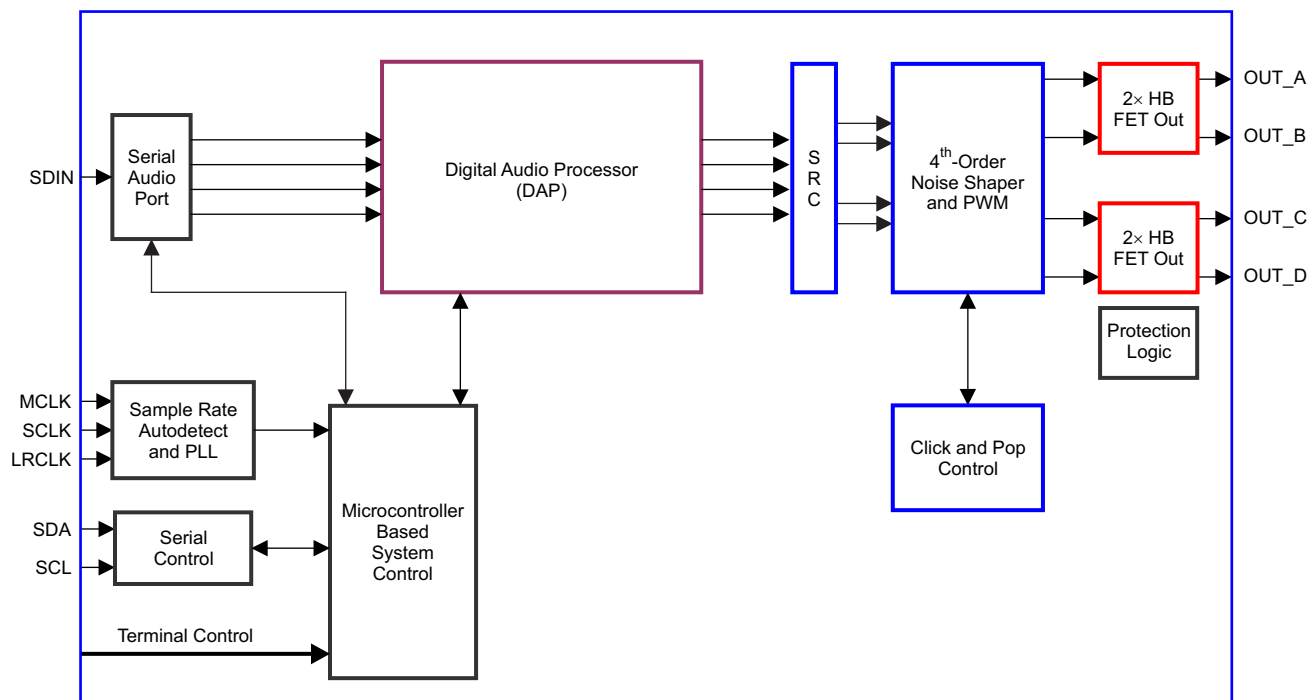 SDIN
Serial
Audio
Port
Digital Audio Processor
(DAP)
S
R
C
4th-Order
Noise Shaper
and PWM
2× HB
FET Out
OUT_A
OUT_B
2× HB
FET Out
OUT_C
OUT_D
Protection
Logic
MCLK
SCLK
LRCLK
Sample Rate
Autodetect
and PLL
SDA
SCL
Serial
Control
Microcontroller
Based
System
Control
Click and Pop
Control
Terminal Control